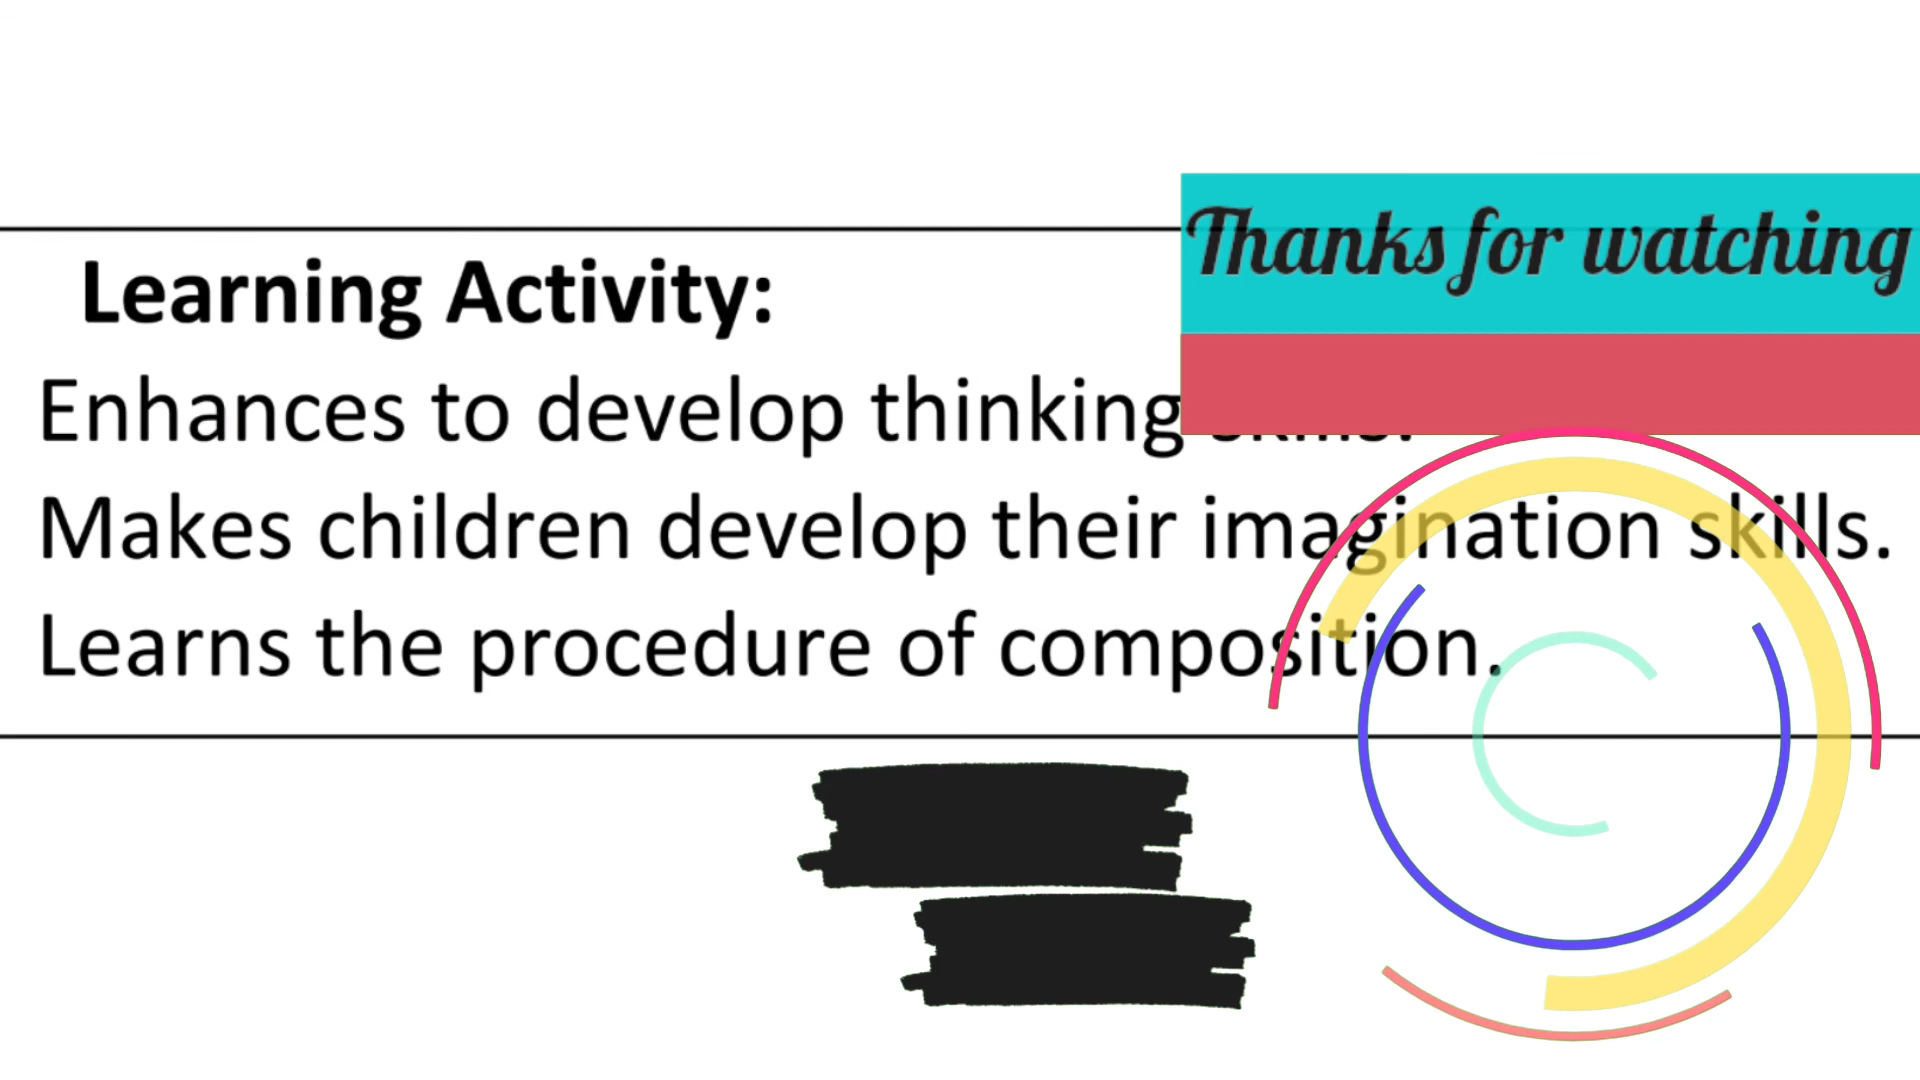 Thanks for watching
Learning Activity:
Enhances to develop thinking skills.
Makes children develop their imagination skills.
Learns the procedure of composition.